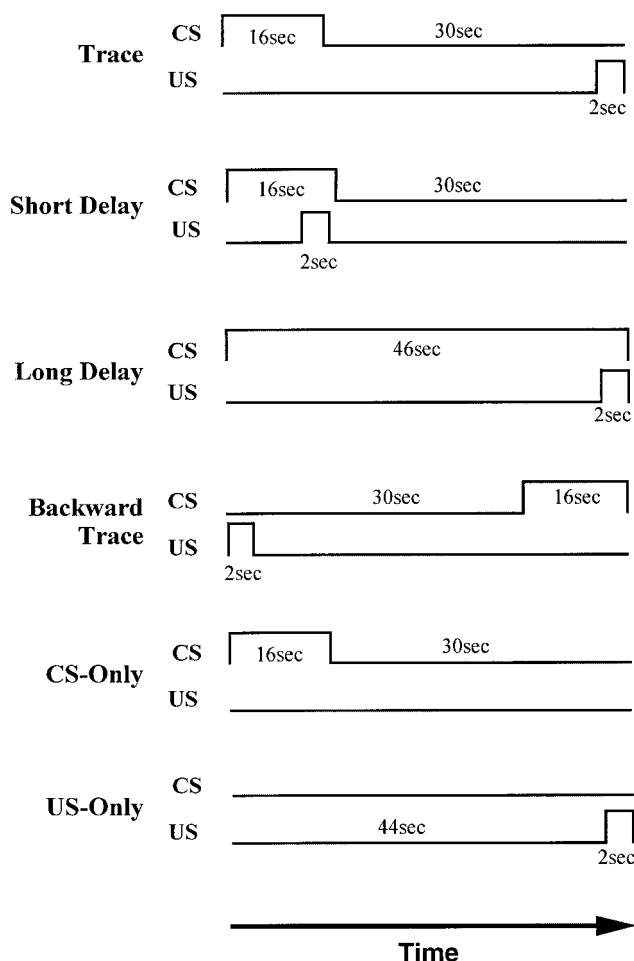 Trace
CS 16sec 30sec
US 2sec
Short Delay
CS 16sec 30sec
US 2sec
Long Delay
CS 46sec
US 2sec
Backward
Trace
CS 30sec 16sec
US 2sec
CS-Only
CS 16sec 30sec
US
US-Only
CS
US 44sec 2sec
Time